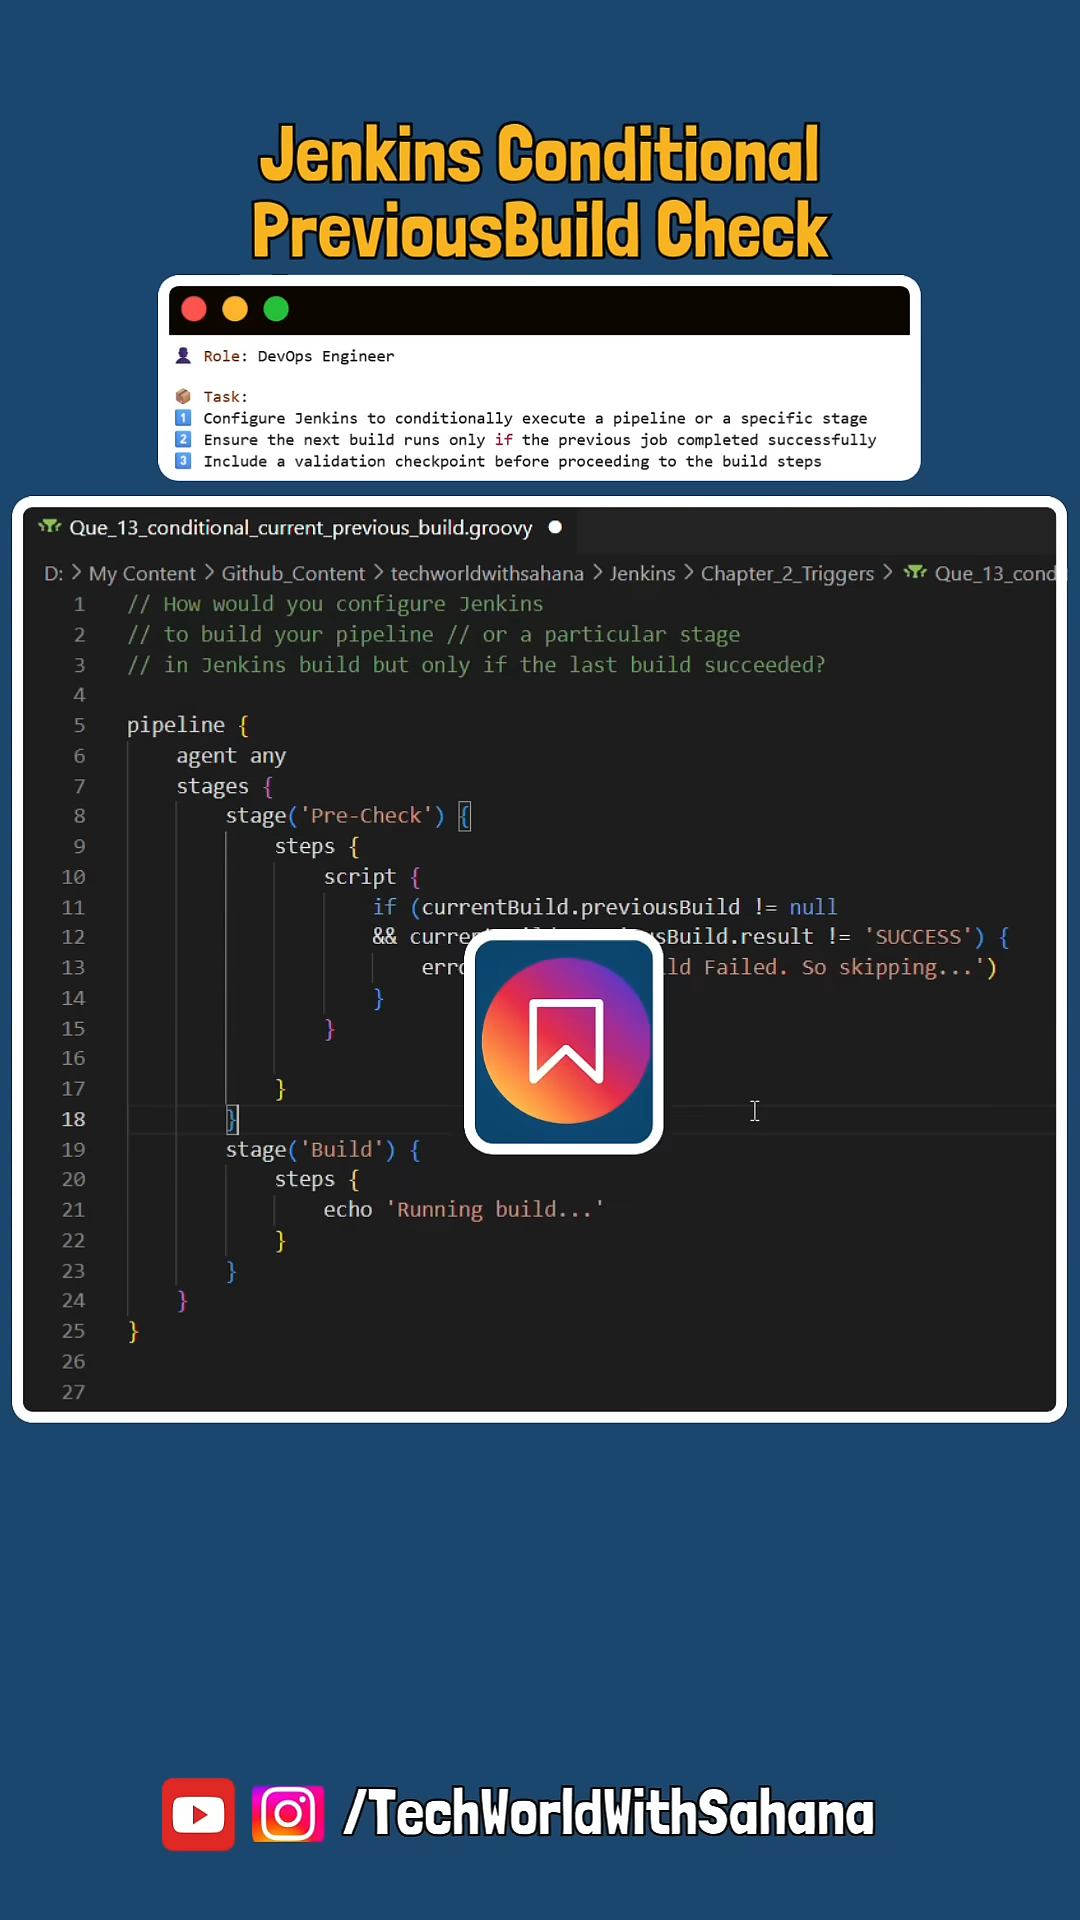 Jenkins Conditional
PreviousBuild Check
Role: DevOps Engineer
Task:
1 Configure Jenkins to conditionally execute a pipeline or a specific stage
2 Ensure the next build runs only if the previous job completed successfully
3 Include a validation checkpoint before proceeding to the build steps
Que_13_conditional_current_previous_build.groovy
D: > My Content > Github_Content > techworldwithsahana > Jenkins > Chapter_2_Triggers > Que_13_cond
1 // How would you configure Jenkins
2 // to build your pipeline // or a particular stage
3 // in Jenkins build but only if the last build succeeded?
4
5 pipeline {
6 agent any
7 stages {
8 stage('Pre-Check') {
9 steps {
10 script {
11 if (currentBuild.previousBuild != null
12 && .result != 'SUCCESS') {
13 Failed. So skipping...')
14 }
15 }
16
17 }
18 }
19 stage('Build') {
20 steps {
21 echo 'Running build...'
22 }
23 }
24 }
25 }
26
27
/TechWorldWithSahana